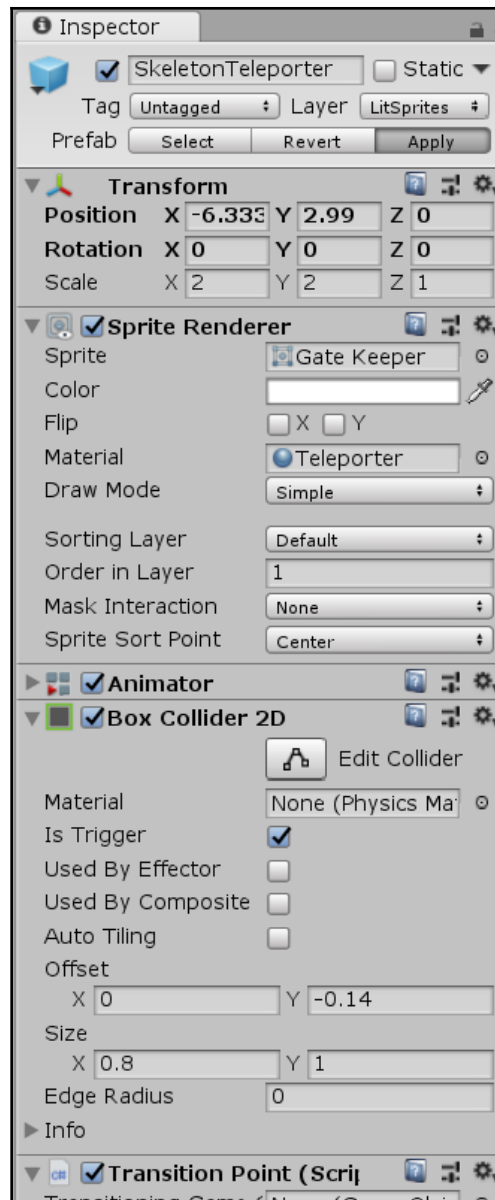 Inspector
SkeletonTeleporter Static
Tag Untagged Layer LitSprites
Prefab Select Revert Apply
Transform
Position X -6.333 Y 2.99 Z 0
Rotation X 0 Y 0 Z 0
Scale X 2 Y 2 Z 1
Sprite Renderer
Sprite Gate Keeper
Color
Flip X Y
Material Teleporter
Draw Mode Simple
Sorting Layer Default
Order in Layer 1
Mask Interaction None
Sprite Sort Point Center
Animator
Box Collider 2D
Edit Collider
Material None (Physics Ma
Is Trigger
Used By Effector
Used By Composite
Auto Tiling
Offset
X 0 Y -0.14
Size
X 0.8 Y 1
Edge Radius 0
Info
Transition Point (Scrip